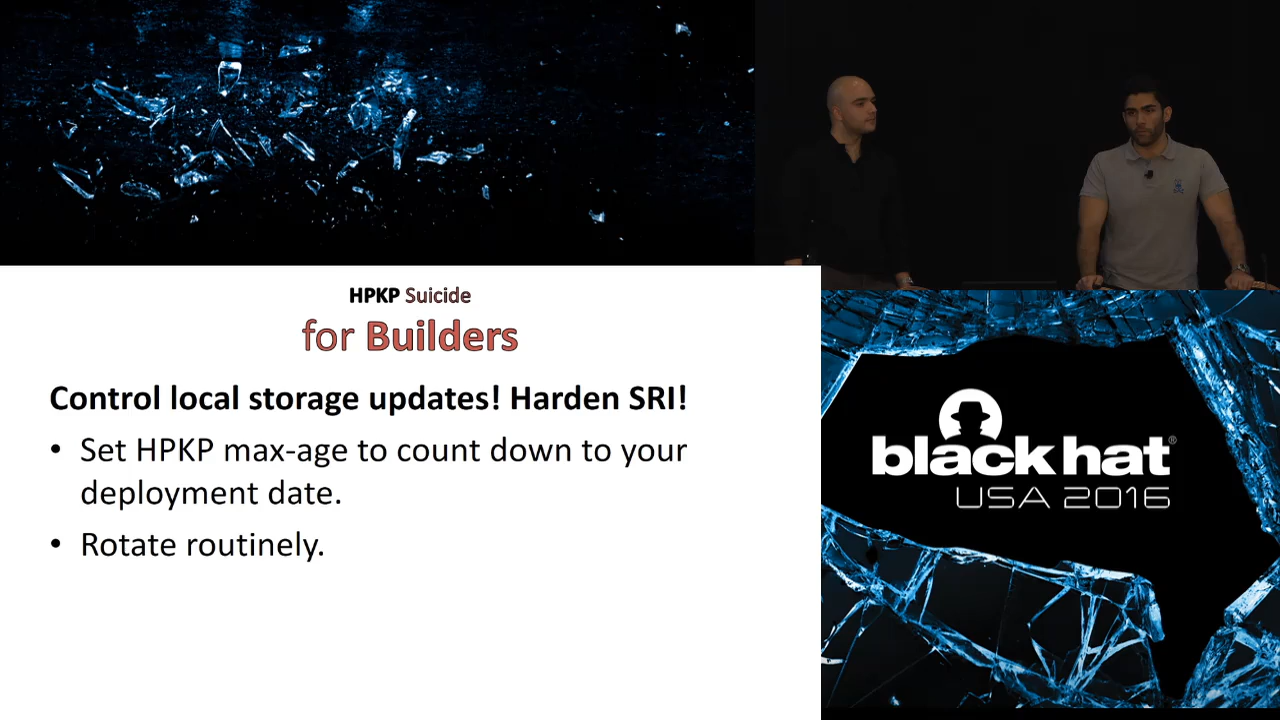 HPKP Suicide
for Builders
Control local storage updates! Harden SRI!
• Set HPKP max-age to count down to your
deployment date.
• Rotate routinely.
black hat®
USA 2016